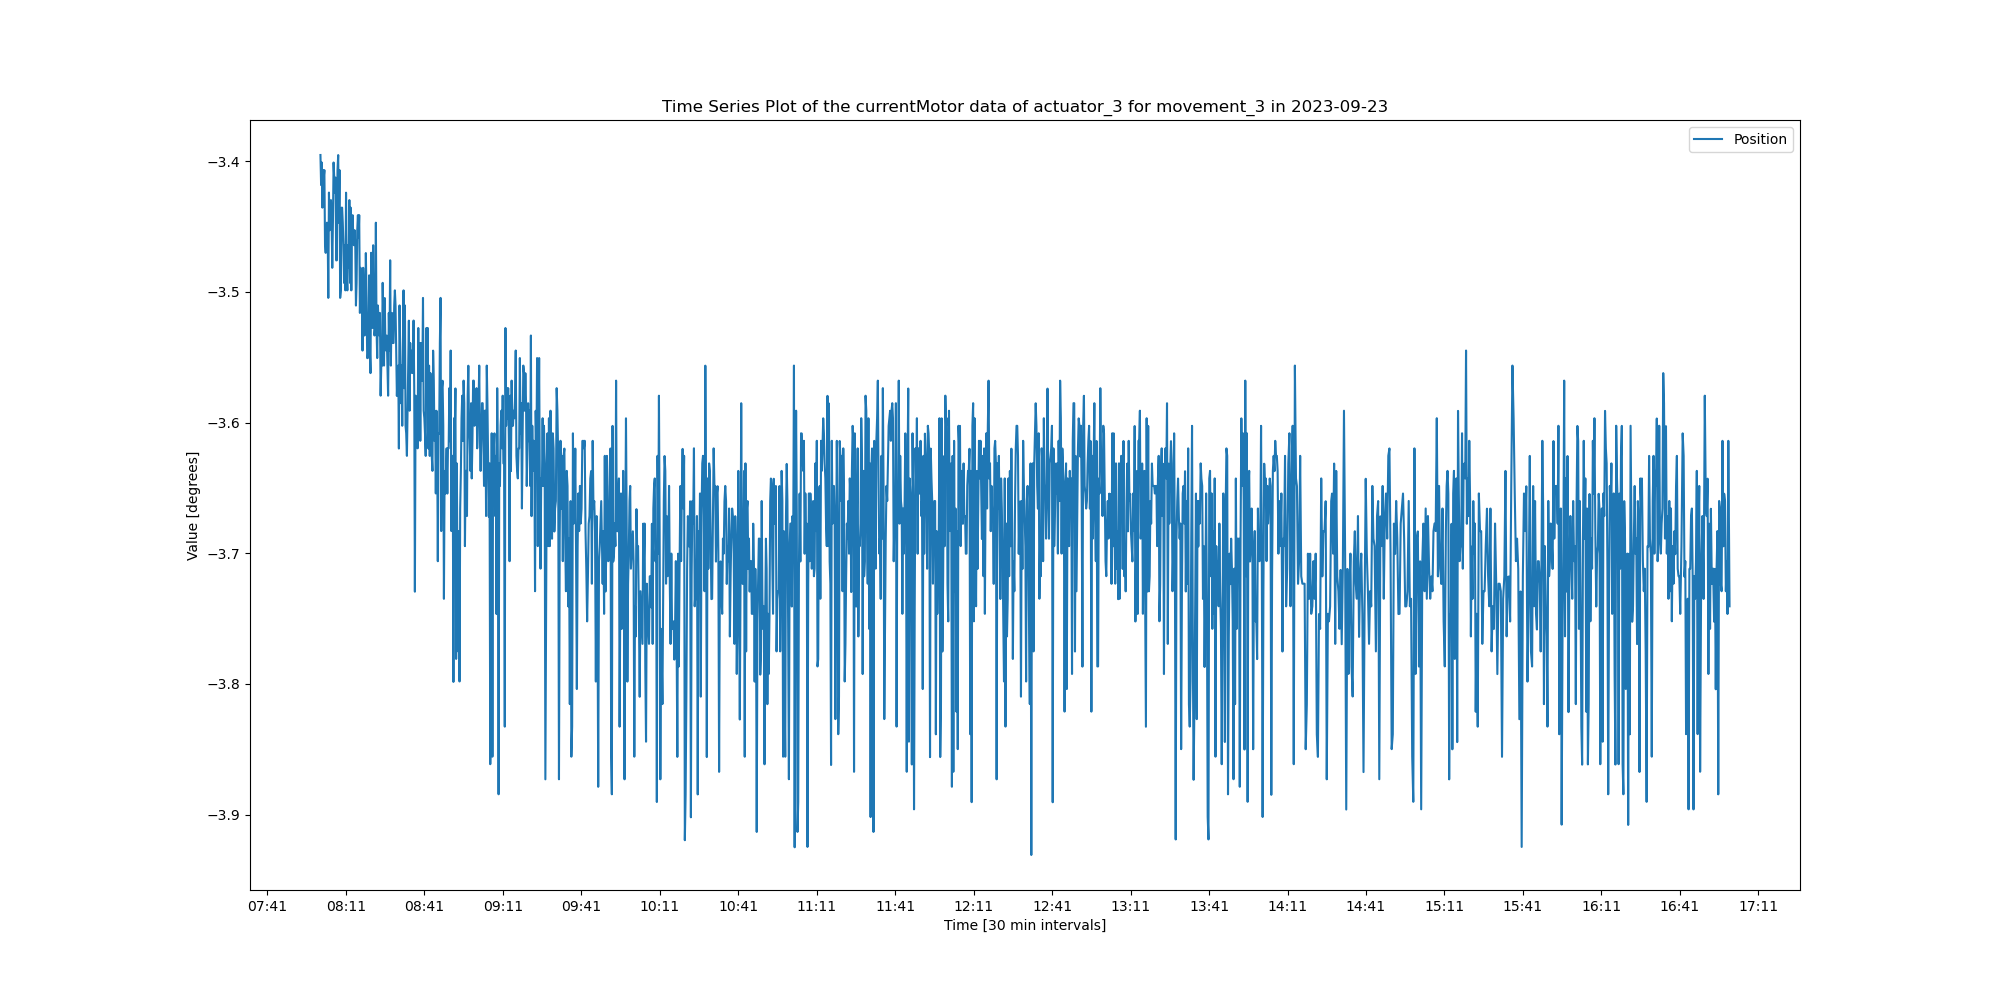 Time Series Plot of the currentMotor data of actuator_3 for movement_3 in 2023-09-23
Position
−3.4
−3.5
−3.6
−3.7
−3.8
−3.9
Value [degrees]
07:41 08:11 08:41 09:11 09:41 10:11 10:41 11:11 11:41 12:11 12:41 13:11 13:41 14:11 14:41 15:11 15:41 16:11 16:41 17:11
Time [30 min intervals]